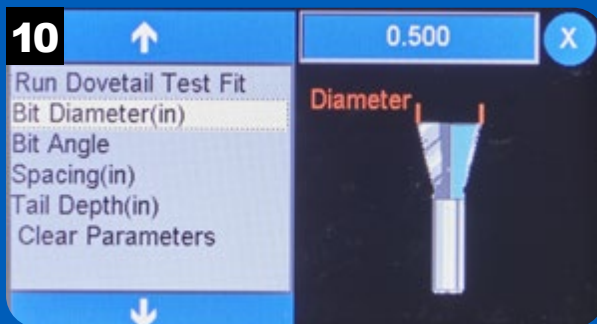 10
0.500
X
Run Dovetail Test Fit
Bit Diameter(in)
Bit Angle
Spacing(in)
Tail Depth(in)
Clear Parameters
Diameter